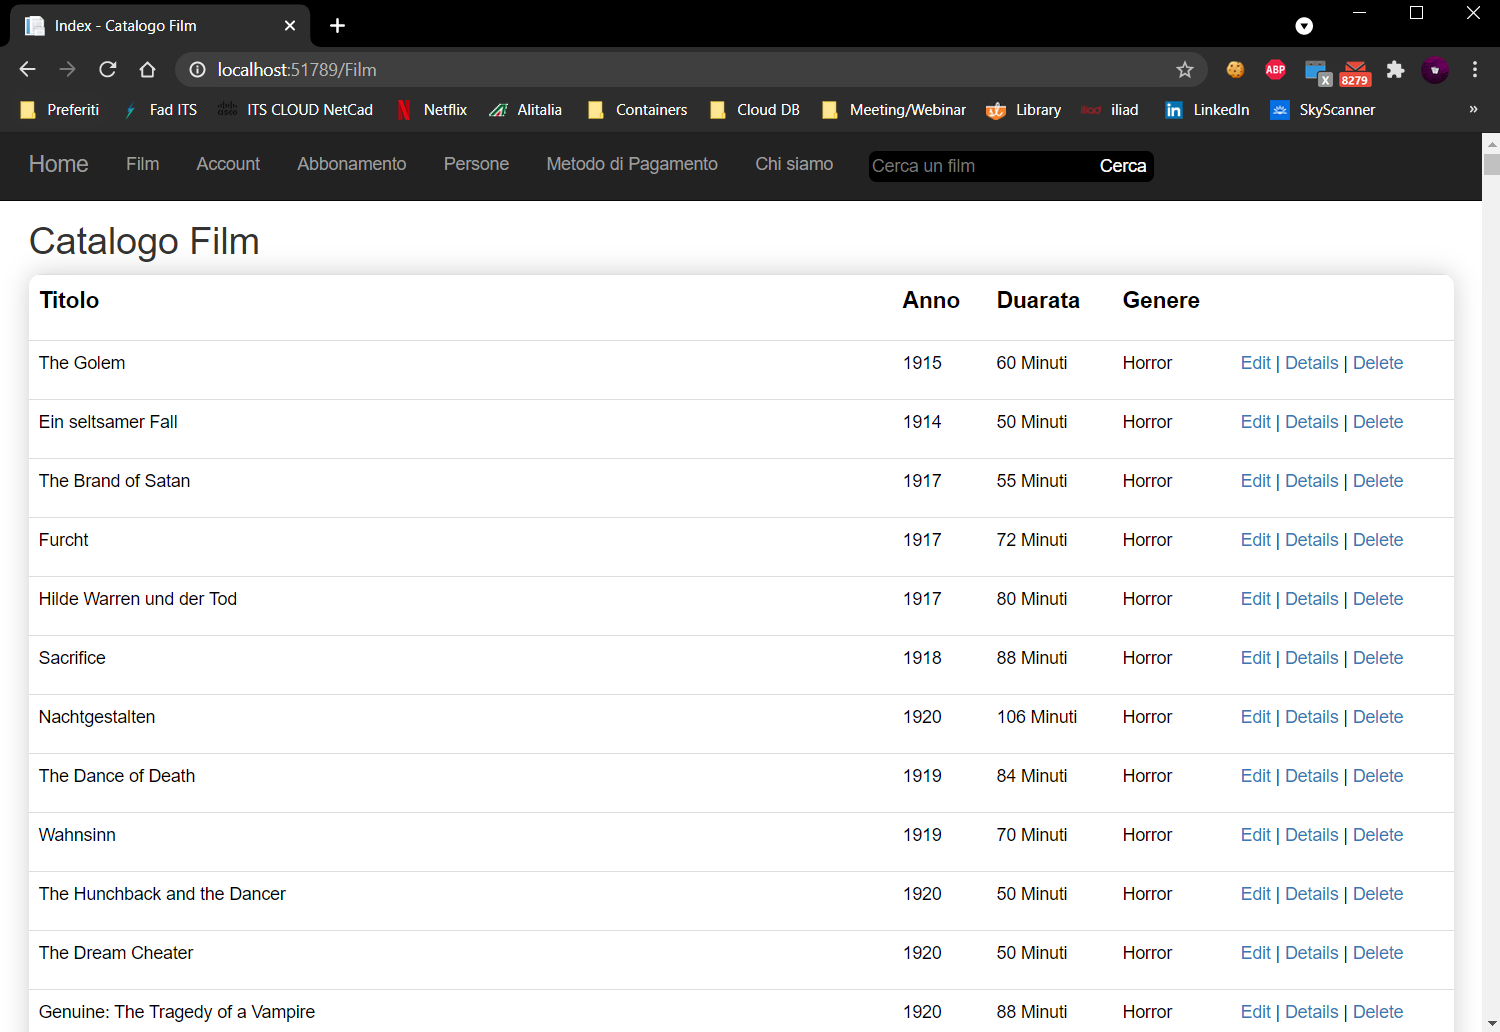 Index - Catalogo Film
localhost:51789/Film
ABP
X
8279
Preferiti Fad ITS cisco ITS CLOUD NetCad Netflix Alitalia Containers Cloud DB Meeting/Webinar Library iliad iliad in LinkedIn SkyScanner »
Home Film Account Abbonamento Persone Metodo di Pagamento Chi siamo Cerca un film Cerca
Catalogo Film
Titolo Anno Duarata Genere
The Golem 1915 60 Minuti Horror Edit | Details | Delete
Ein seltsamer Fall 1914 50 Minuti Horror Edit | Details | Delete
The Brand of Satan 1917 55 Minuti Horror Edit | Details | Delete
Furcht 1917 72 Minuti Horror Edit | Details | Delete
Hilde Warren und der Tod 1917 80 Minuti Horror Edit | Details | Delete
Sacrifice 1918 88 Minuti Horror Edit | Details | Delete
Nachtgestalten 1920 106 Minuti Horror Edit | Details | Delete
The Dance of Death 1919 84 Minuti Horror Edit | Details | Delete
Wahnsinn 1919 70 Minuti Horror Edit | Details | Delete
The Hunchback and the Dancer 1920 50 Minuti Horror Edit | Details | Delete
The Dream Cheater 1920 50 Minuti Horror Edit | Details | Delete
Genuine: The Tragedy of a Vampire 1920 88 Minuti Horror Edit | Details | Delete